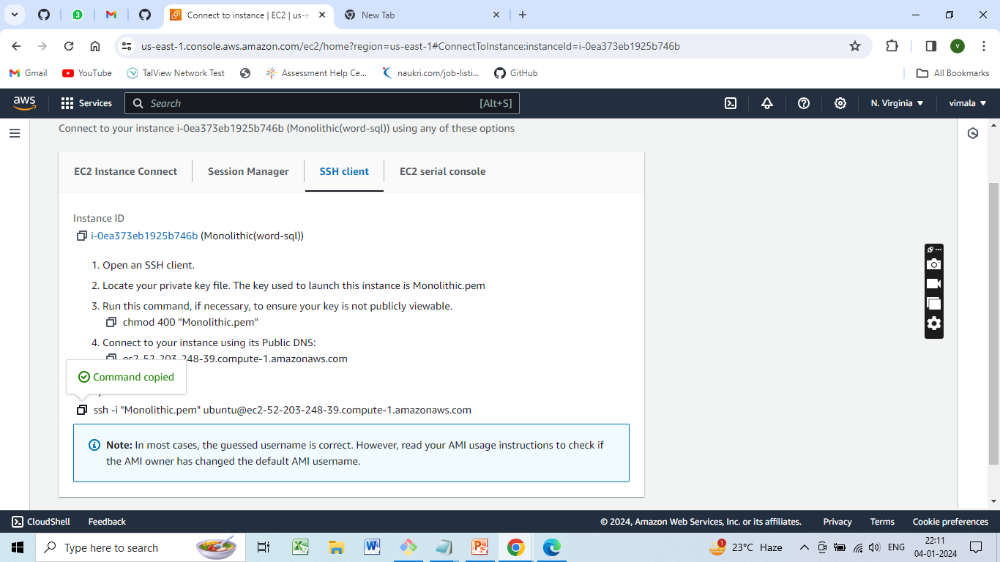 3
Connect to instance | EC2 | us-e
New Tab
us-east-1.console.aws.amazon.com/ec2/home?region=us-east-1#ConnectToInstance:instanceId=i-0ea373eb1925b746b
V
Gmail
YouTube
TalView Network Test
Assessment Help Ce...
naukri.com/job-listi...
GitHub
All Bookmarks
aws
Services
Search
[Alt+S]
N. Virginia
vimala
Connect to your instance i-0ea373eb1925b746b (Monolithic(word-sql)) using any of these options
EC2 Instance Connect
Session Manager
SSH client
EC2 serial console
Instance ID
i-0ea373eb1925b746b (Monolithic(word-sql))
1. Open an SSH client.
2. Locate your private key file. The key used to launch this instance is Monolithic.pem
3. Run this command, if necessary, to ensure your key is not publicly viewable.
chmod 400 "Monolithic.pem"
4. Connect to your instance using its Public DNS:
ec2-52-203-248-39.compute-1.amazonaws.com
Command copied
ssh -i "Monolithic.pem" ubuntu@ec2-52-203-248-39.compute-1.amazonaws.com
Note: In most cases, the guessed username is correct. However, read your AMI usage instructions to check if
the AMI owner has changed the default AMI username.
CloudShell
Feedback
© 2024, Amazon Web Services, Inc. or its affiliates.
Privacy
Terms
Cookie preferences
Type here to search
1
23°C Haze
ENG
22:11
04-01-2024